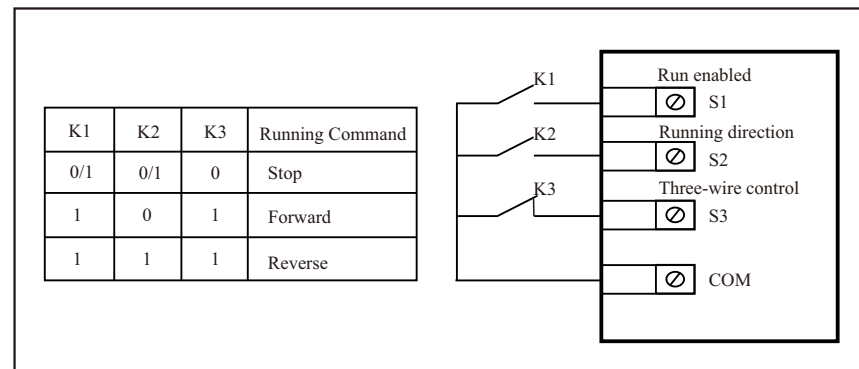 K1 K2 K3 Running Command
0/1 0/1 0 Stop
1 0 1 Forward
1 1 1 Reverse
K1 Run enabled
S1
K2 Running direction
S2
K3 Three-wire control
S3
COM